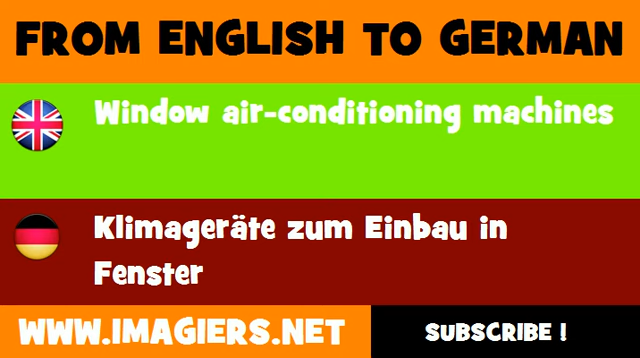 FROM ENGLISH TO GERMAN
Window air-conditioning machines
Klimageräte zum Einbau in
Fenster
WWW.IMAGIERS.NET
SUBSCRIBE !